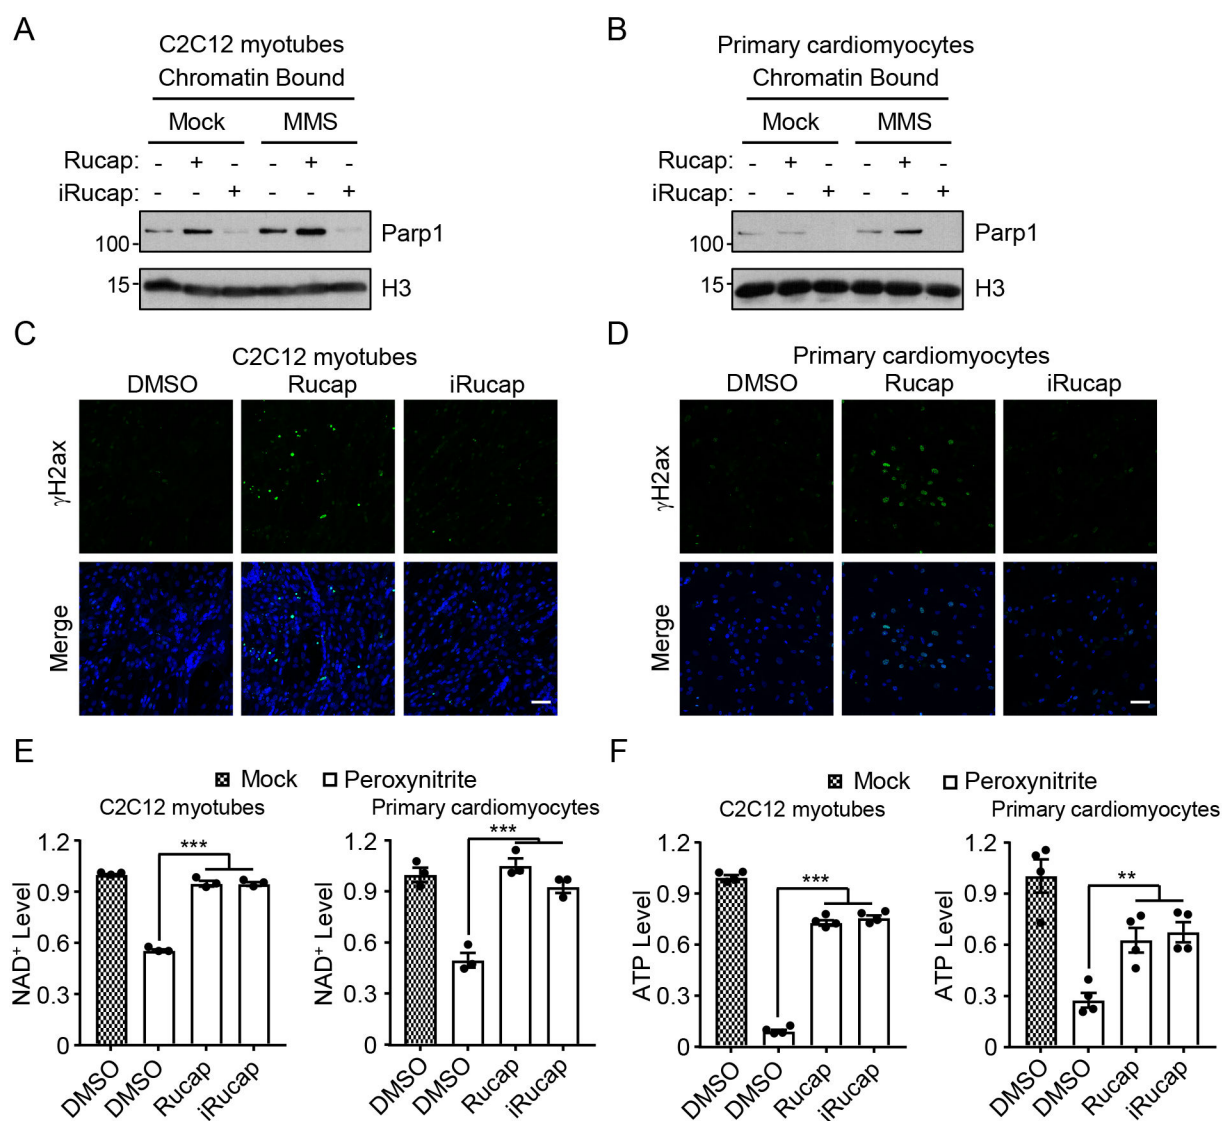 A
C2C12 myotubes
Chromatin Bound
Mock MMS
Rucap: - + - - + -
iRucap: - - + - - +
100 Parp1
15 H3
B
Primary cardiomyocytes
Chromatin Bound
Mock MMS
Rucap: - + - - + -
iRucap: - - + - - +
100 Parp1
15 H3
C
C2C12 myotubes
DMSO Rucap iRucap
γH2ax
Merge
D
Primary cardiomyocytes
DMSO Rucap iRucap
γH2ax
Merge
E
Mock Peroxynitrite
C2C12 myotubes
NAD⁺ Level
1.2
0.9
0.6
0.3
0
***
DMSO DMSO Rucap iRucap
Primary cardiomyocytes
NAD⁺ Level
1.2
0.9
0.6
0.3
0
***
DMSO DMSO Rucap iRucap
F
Mock Peroxynitrite
C2C12 myotubes
ATP Level
1.2
0.9
0.6
0.3
0
***
DMSO DMSO Rucap iRucap
Primary cardiomyocytes
ATP Level
1.2
0.9
0.6
0.3
0
**
DMSO DMSO Rucap iRucap